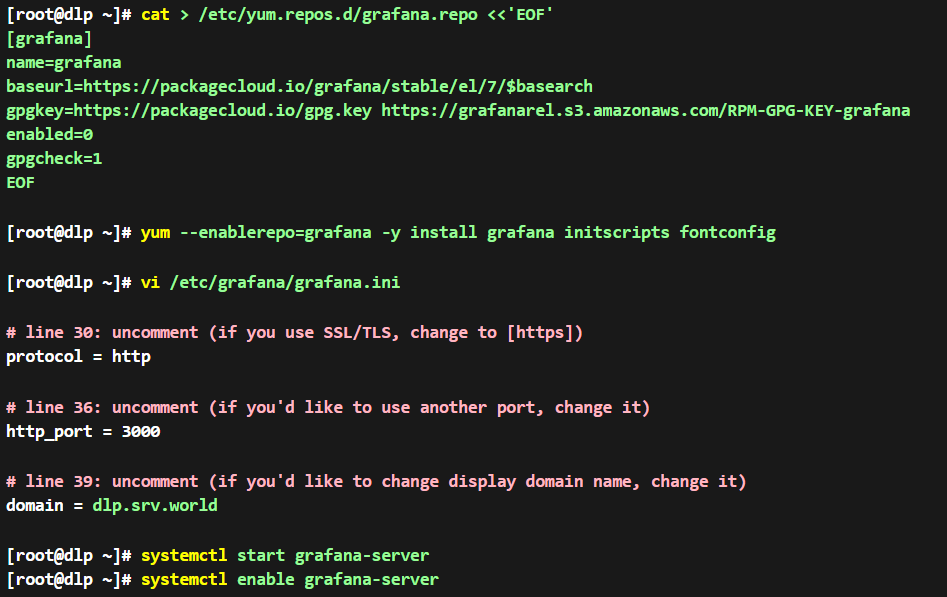 [root@dlp ~]# cat > /etc/yum.repos.d/grafana.repo <<'EOF'
[grafana]
name=grafana
baseurl=https://packagecloud.io/grafana/stable/el/7/$basearch
gpgkey=https://packagecloud.io/gpg.key https://grafanarel.s3.amazonaws.com/RPM-GPG-KEY-grafana
enabled=0
gpgcheck=1
EOF
[root@dlp ~]# yum --enablerepo=grafana -y install grafana initscripts fontconfig
[root@dlp ~]# vi /etc/grafana/grafana.ini
# line 30: uncomment (if you use SSL/TLS, change to [https])
protocol = http
# line 36: uncomment (if you'd like to use another port, change it)
http_port = 3000
# line 39: uncomment (if you'd like to change display domain name, change it)
domain = dlp.srv.world
[root@dlp ~]# systemctl start grafana-server
[root@dlp ~]# systemctl enable grafana-server